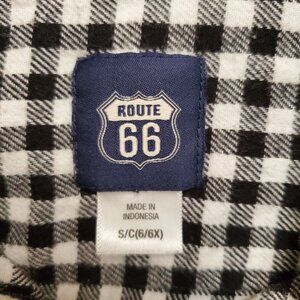 ROUTE
66
MADE IN
INDONESIA
S/C(6/6X)